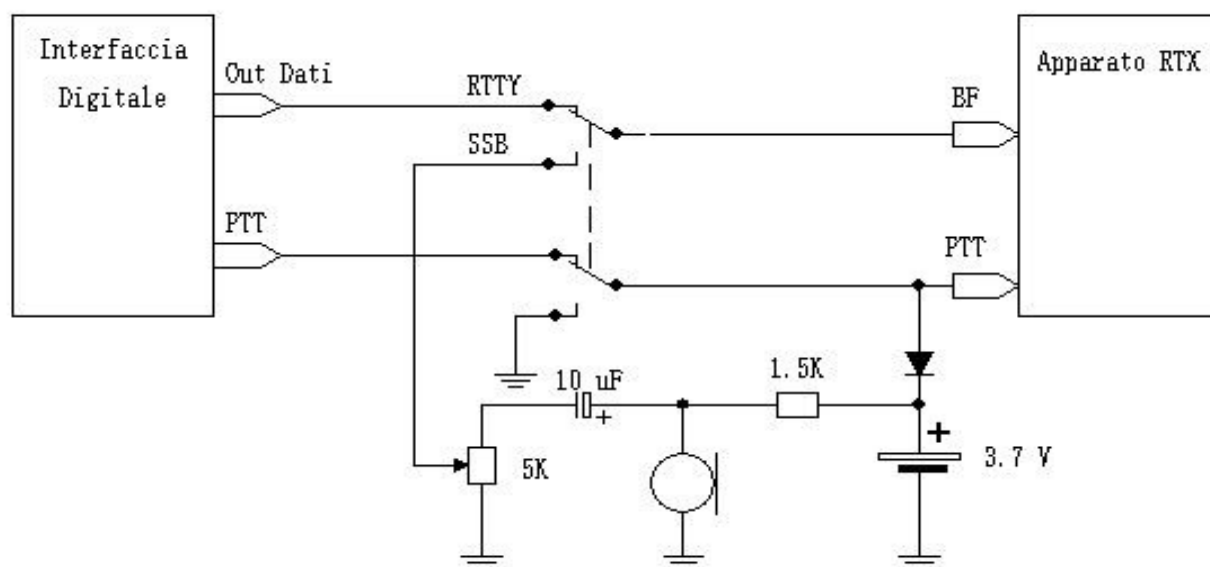 Interfaccia
Digitale
Out Dati
RTTY
SSB
PTT
BF
Apparato RTX
PTT
10 uF
+
1.5K
5K
+
3.7 V